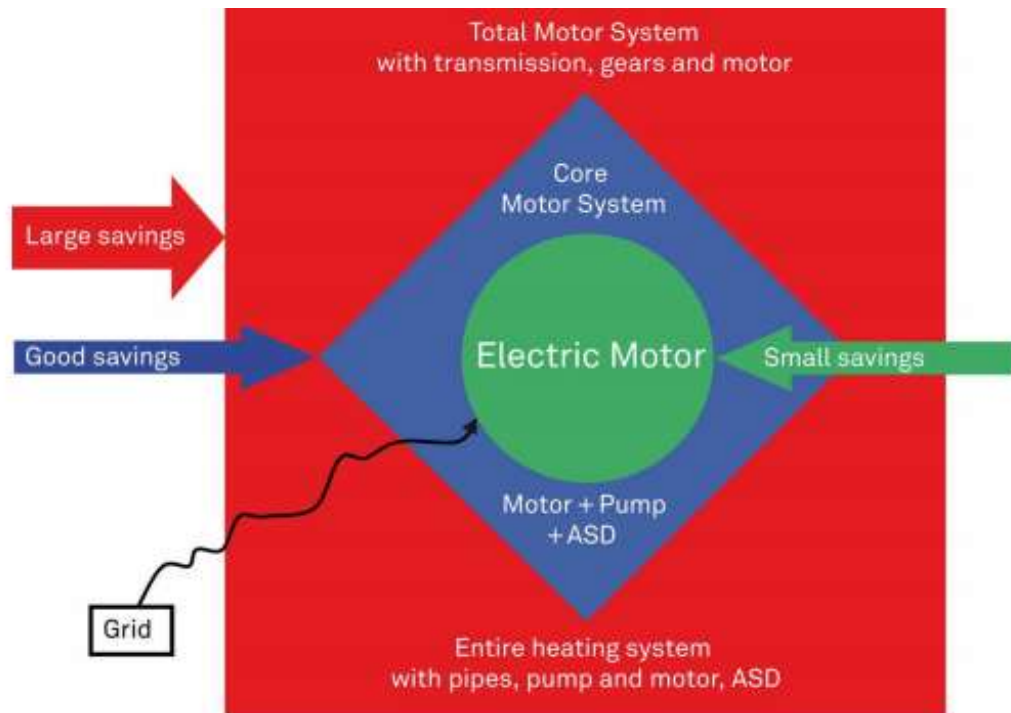 Total Motor System
with transmission, gears and motor
Core
Motor System
Large savings
Good savings
Electric Motor
Small savings
Motor + Pump
+ ASD
Grid
Entire heating system
with pipes, pump and motor, ASD